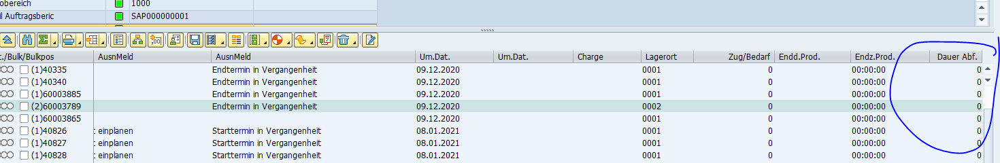 obereich 1000
il Auftragsberic SAP000000001
t./Bulk/Bulkpos AusnMeld AusnMeld Um.Dat. Um.Dat. Charge Lagerort Zug/Bedarf Endd.Prod. Endz.Prod. Dauer Abf.
(1)40335 Endtermin in Vergangenheit 09.12.2020 0001 0 00:00:00 0
(1)40340 Endtermin in Vergangenheit 09.12.2020 0001 0 00:00:00 0
(1)60003885 Endtermin in Vergangenheit 09.12.2020 0001 0 00:00:00 0
(2)60003789 Endtermin in Vergangenheit 09.12.2020 0002 0 00:00:00 0
(1)60003865 09.12.2020 0001 0 00:00:00 0
(1)40826 t einplanen Starttermin in Vergangenheit 08.01.2021 0001 0 00:00:00 0
(1)40827 t einplanen Starttermin in Vergangenheit 08.01.2021 0001 0 00:00:00 0
(1)40828 t einplanen Starttermin in Vergangenheit 08.01.2021 0001 0 00:00:00 0